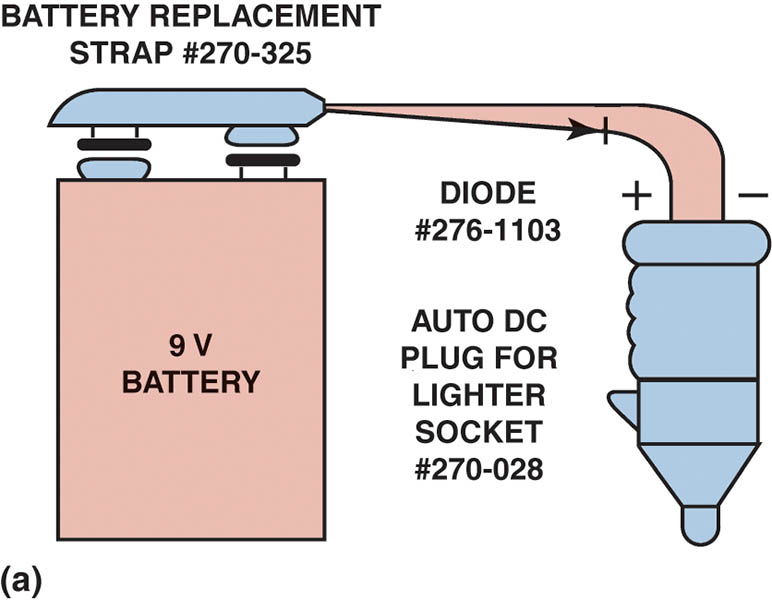 BATTERY REPLACEMENT
STRAP #270-325
DIODE
#276-1103
+ −
9 V
BATTERY
AUTO DC
PLUG FOR
LIGHTER
SOCKET
#270-028
(a)